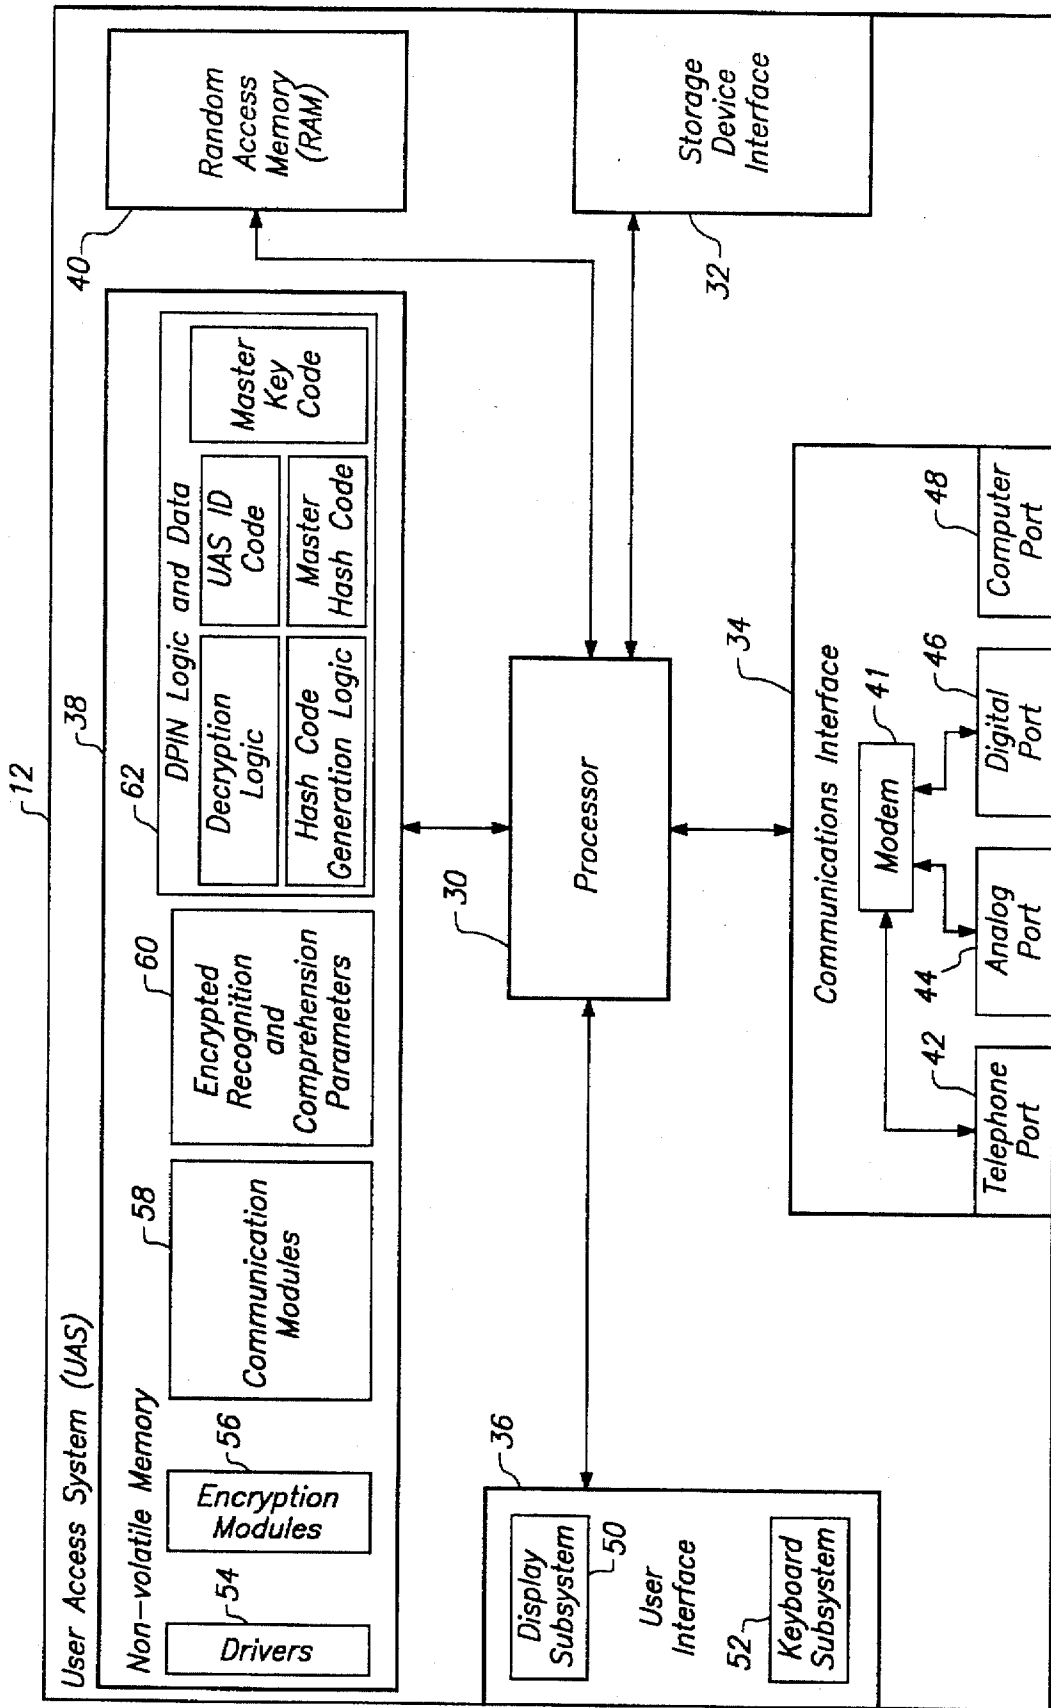 12
User Access System (UAS)
38
Non-volatile Memory
54
Drivers
56
Encryption
Modules
58
Communication
Modules
60
Encrypted
Recognition
and
Comprehension
Parameters
62
DPIN Logic and Data
Decryption
Logic
UAS ID
Code
Hash Code
Generation Logic
Master
Hash Code
Master
Key
Code
40
Random
Access
Memory
(RAM)
36
Display
Subsystem
50
User
Interface
52
Keyboard
Subsystem
30
Processor
32
Storage
Device
Interface
34
Communications Interface
41
Modem
42
Telephone
Port
44
Analog
Port
46
Digital
Port
48
Computer
Port